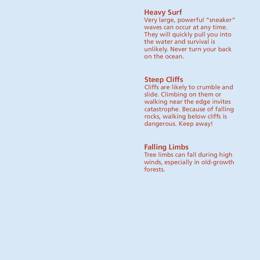 Heavy Surf
Very large, powerful “sneaker”
waves can occur at any time.
They will quickly pull you into
the water and survival is
unlikely. Never turn your back
on the ocean.
Steep Cliffs
Cliffs are likely to crumble and
slide. Climbing on them or
walking near the edge invites
catastrophe. Because of falling
rocks, walking below cliffs is
dangerous. Keep away!
Falling Limbs
Tree limbs can fall during high
winds, especially in old-growth
forests.